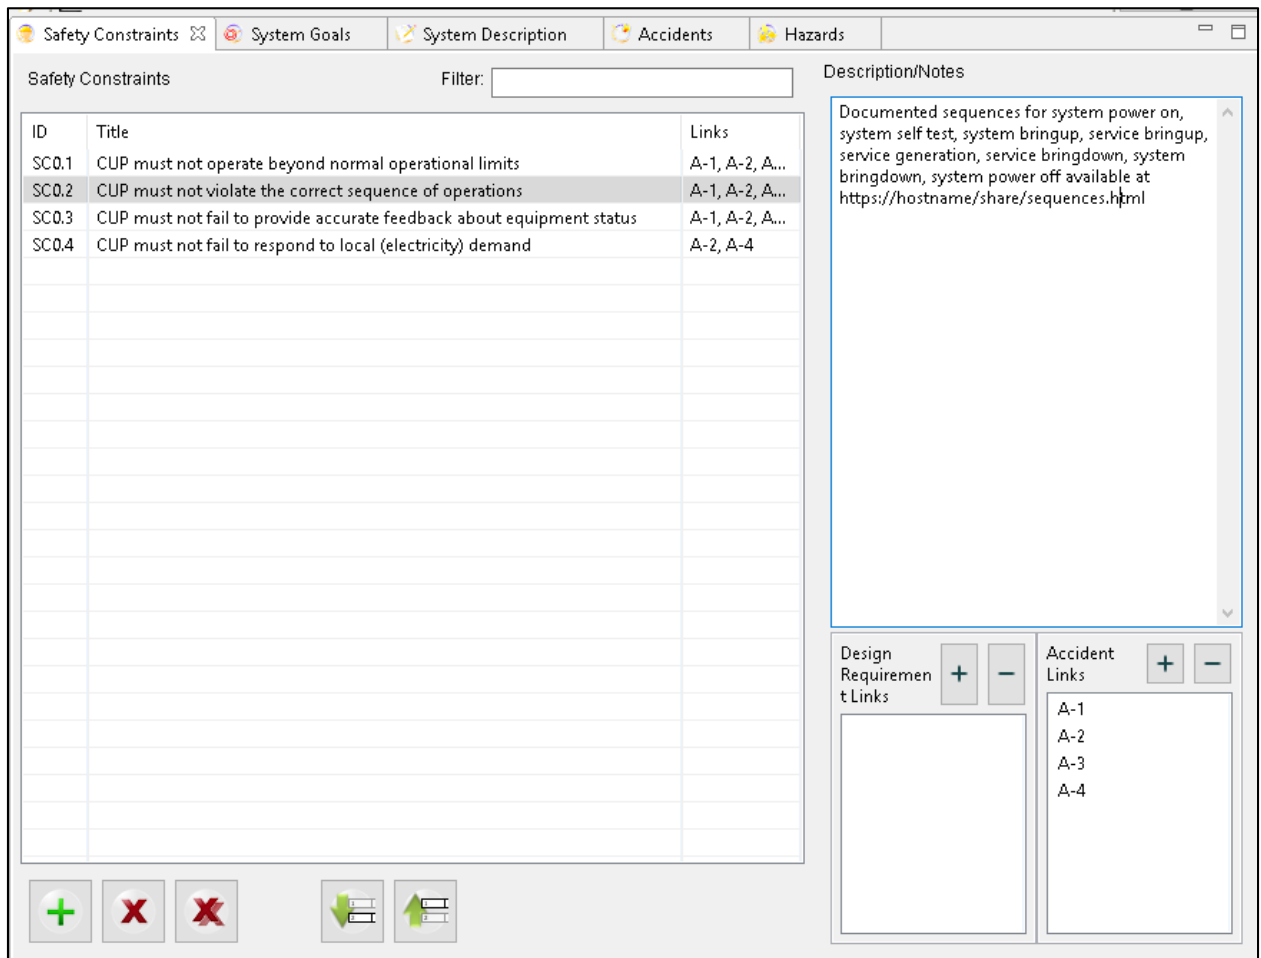 Safety Constraints
System Goals
System Description
Accidents
Hazards
Safety Constraints
Filter:
ID Title Links
SC0.1 CUP must not operate beyond normal operational limits A-1, A-2, A...
SC0.2 CUP must not violate the correct sequence of operations A-1, A-2, A...
SC0.3 CUP must not fail to provide accurate feedback about equipment status A-1, A-2, A...
SC0.4 CUP must not fail to respond to local (electricity) demand A-2, A-4
Description/Notes
Documented sequences for system power on,
system self test, system bringup, service bringup,
service generation, service bringdown, system
bringdown, system power off available at
https://hostname/share/sequences.html
Design
Requiremen
t Links
Accident
Links
A-1
A-2
A-3
A-4